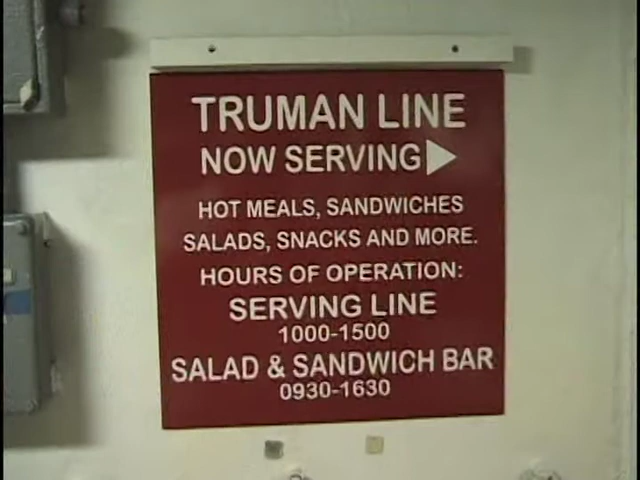 TRUMAN LINE
NOW SERVING
HOT MEALS, SANDWICHES
SALADS, SNACKS AND MORE.
HOURS OF OPERATION:
SERVING LINE
1000-1500
SALAD & SANDWICH BAR
0930-1630